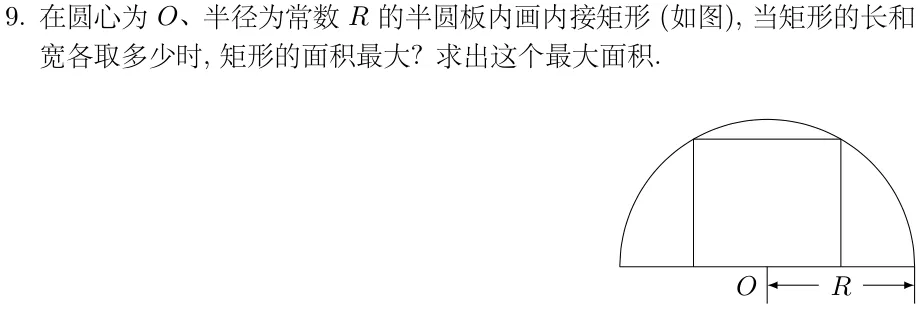 9. 在圆心为 O、半径为常数 R 的半圆板内画内接矩形 (如图), 当矩形的长和
宽各取多少时, 矩形的面积最大? 求出这个最大面积.
O R